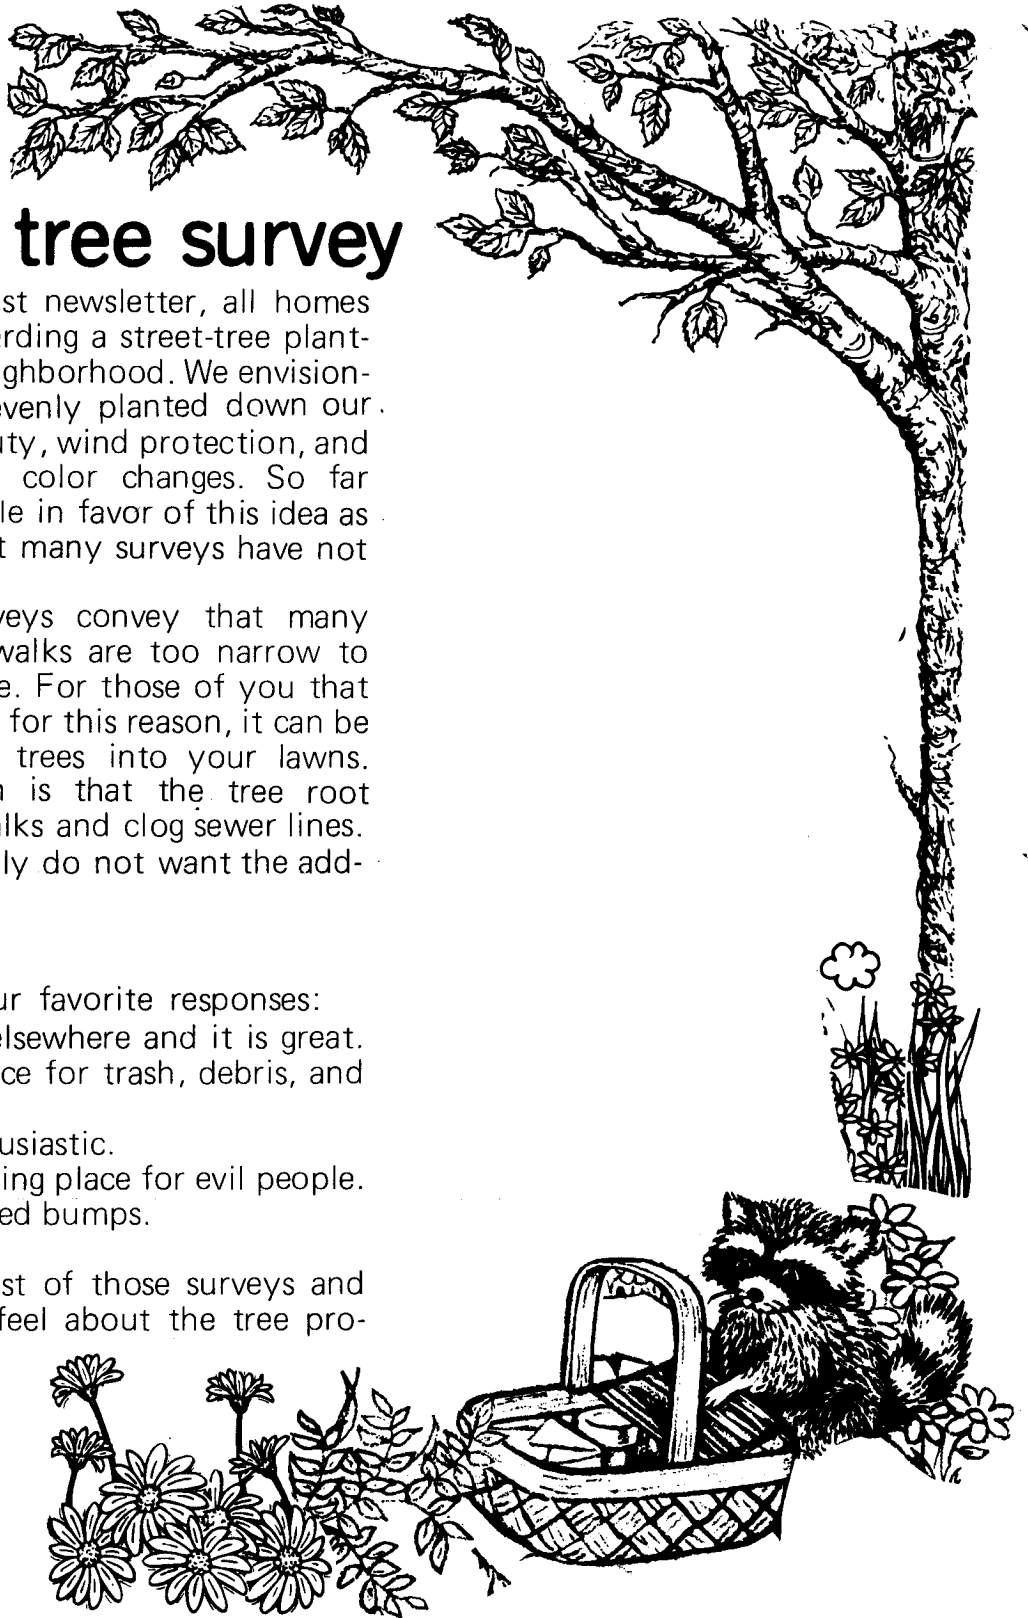 tree survey
st newsletter, all homes
rding a street-tree plant-
ghborhood. We envision-
evenly planted down our
uty, wind protection, and
color changes. So far
le in favor of this idea as
t many surveys have not
veys convey that many
walks are too narrow to
e. For those of you that
for this reason, it can be
trees into your lawns.
is that the tree root
lks and clog sewer lines.
ly do not want the add-
ur favorite responses:
elsewhere and it is great.
ce for trash, debris, and
usiastic.
ing place for evil people.
ed bumps.
st of those surveys and
feel about the tree pro-